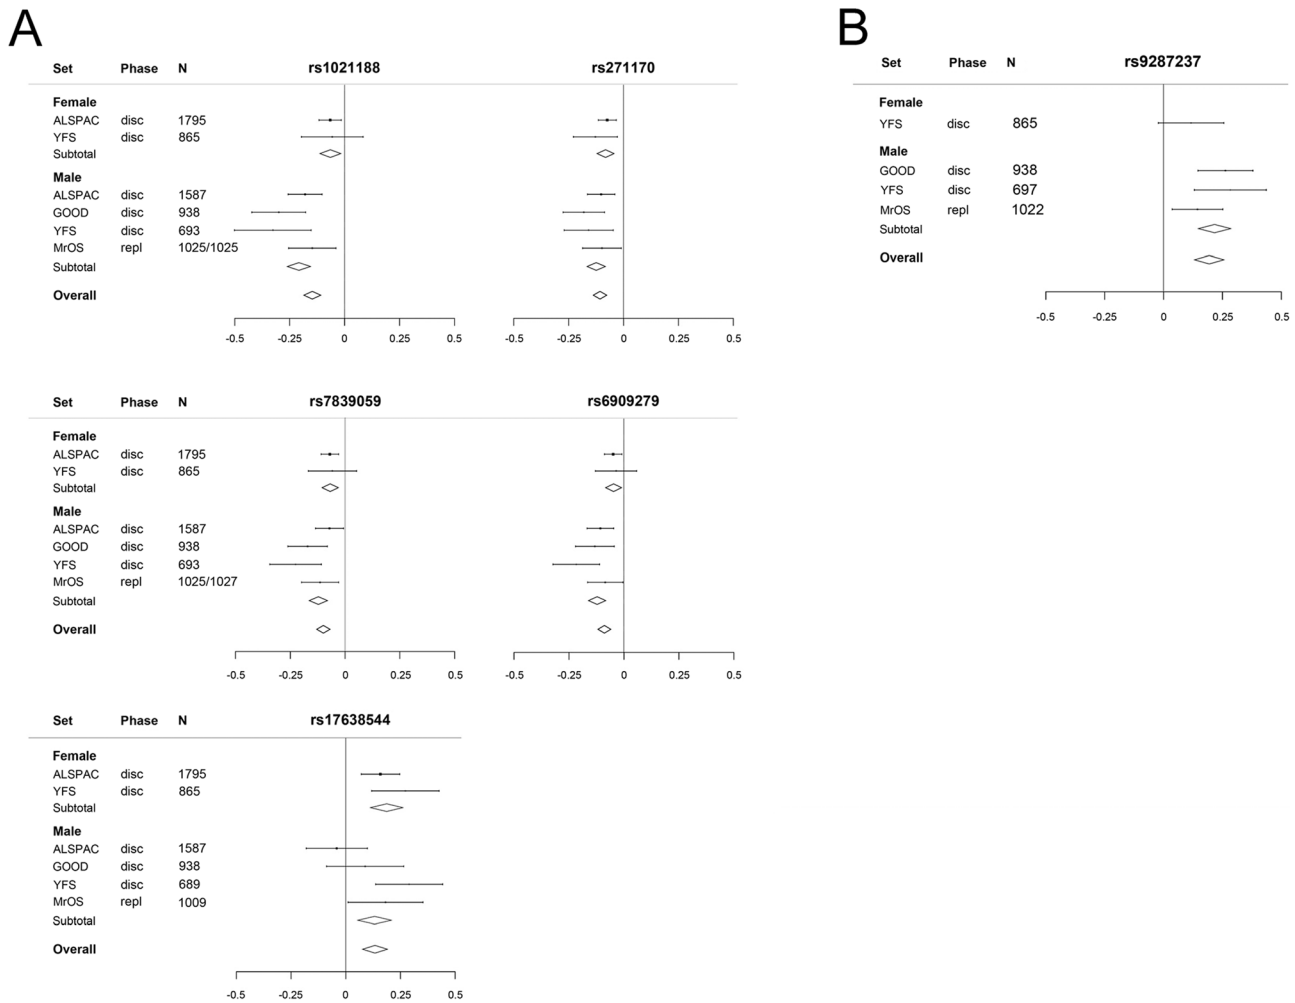 A
Set Phase N rs1021188 rs271170
Female
ALSPAC disc 1795
YFS disc 865
Subtotal
Male
ALSPAC disc 1587
GOOD disc 938
YFS disc 693
MrOS repl 1025/1025
Subtotal
Overall
-0.5 -0.25 0 0.25 0.5 -0.5 -0.25 0 0.25 0.5
Set Phase N rs7839059 rs6909279
Female
ALSPAC disc 1795
YFS disc 865
Subtotal
Male
ALSPAC disc 1587
GOOD disc 938
YFS disc 693
MrOS repl 1025/1027
Subtotal
Overall
-0.5 -0.25 0 0.25 0.5 -0.5 -0.25 0 0.25 0.5
Set Phase N rs17638544
Female
ALSPAC disc 1795
YFS disc 865
Subtotal
Male
ALSPAC disc 1587
GOOD disc 938
YFS disc 689
MrOS repl 1009
Subtotal
Overall
-0.5 -0.25 0 0.25 0.5
B
Set Phase N rs9287237
Female
YFS disc 865
Male
GOOD disc 938
YFS disc 697
MrOS repl 1022
Subtotal
Overall
-0.5 -0.25 0 0.25 0.5